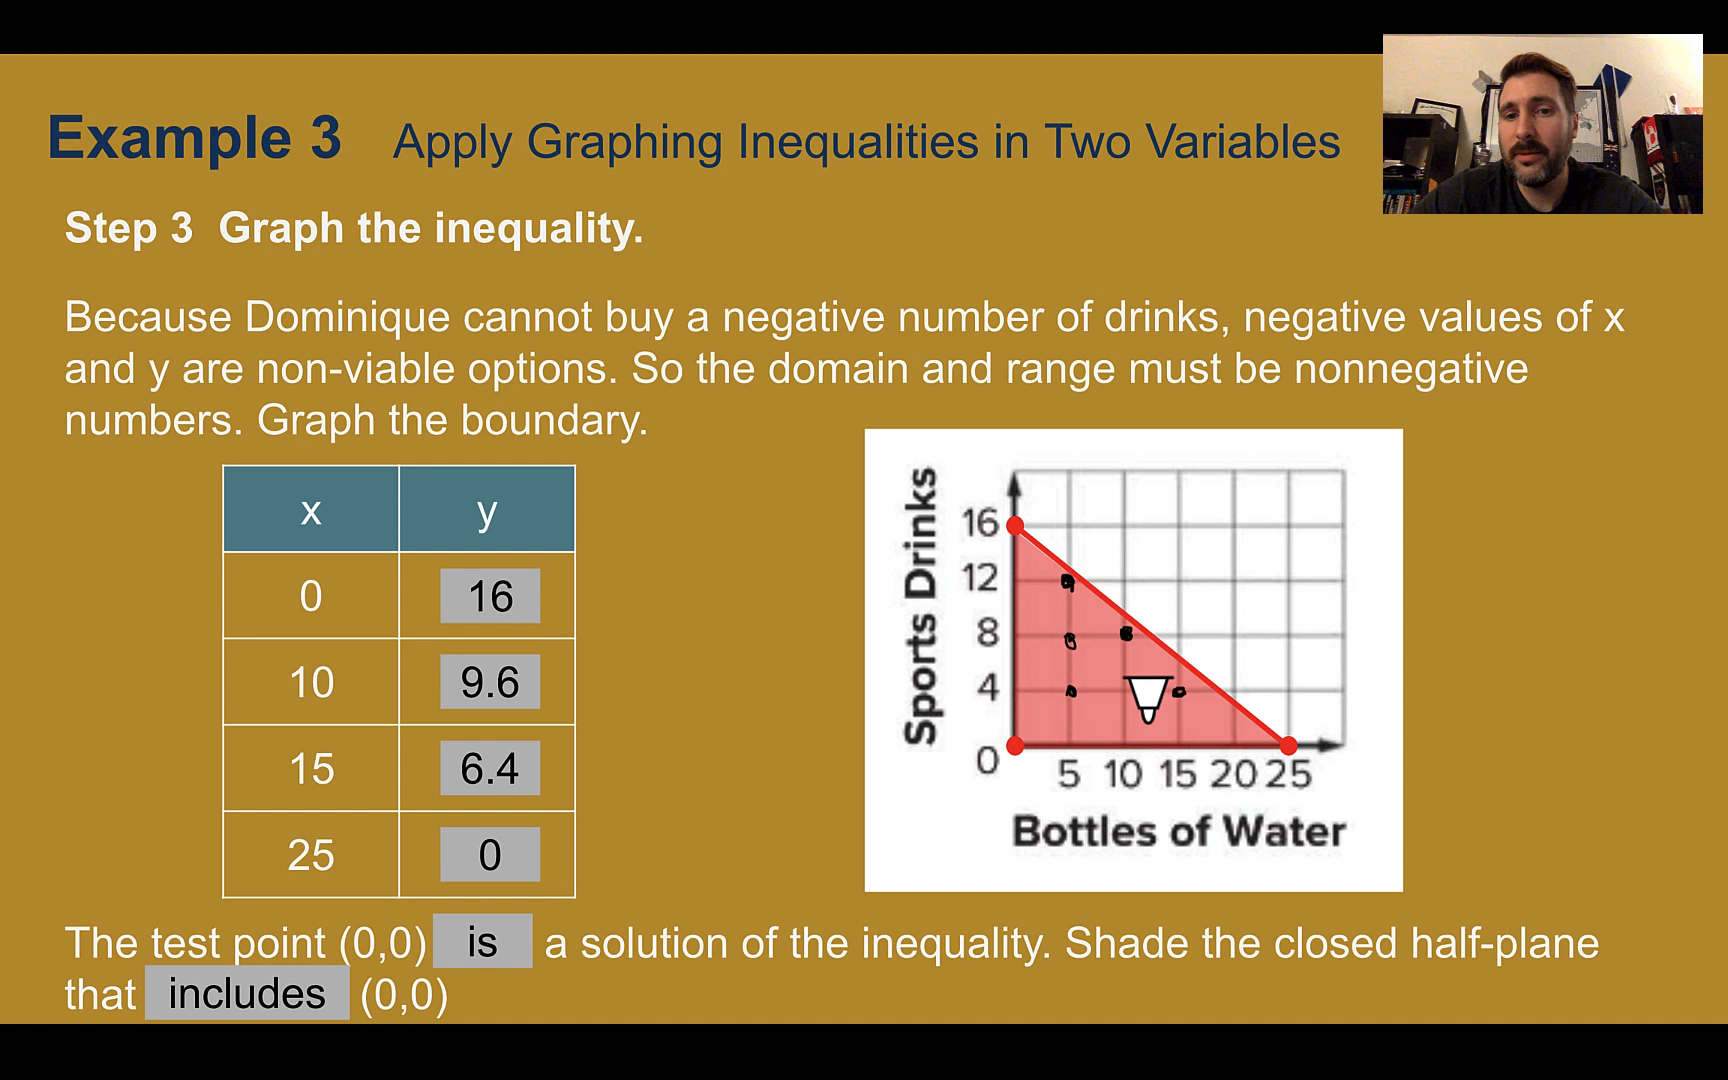 Example 3 Apply Graphing Inequalities in Two Variables
Step 3 Graph the inequality.
Because Dominique cannot buy a negative number of drinks, negative values of x
and y are non-viable options. So the domain and range must be nonnegative
numbers. Graph the boundary.
x y
0 16
10 9.6
15 6.4
25 0
Sports Drinks
16
12
8
4
0
5 10 15 20 25
Bottles of Water
The test point (0,0) is a solution of the inequality. Shade the closed half-plane
that includes (0,0)